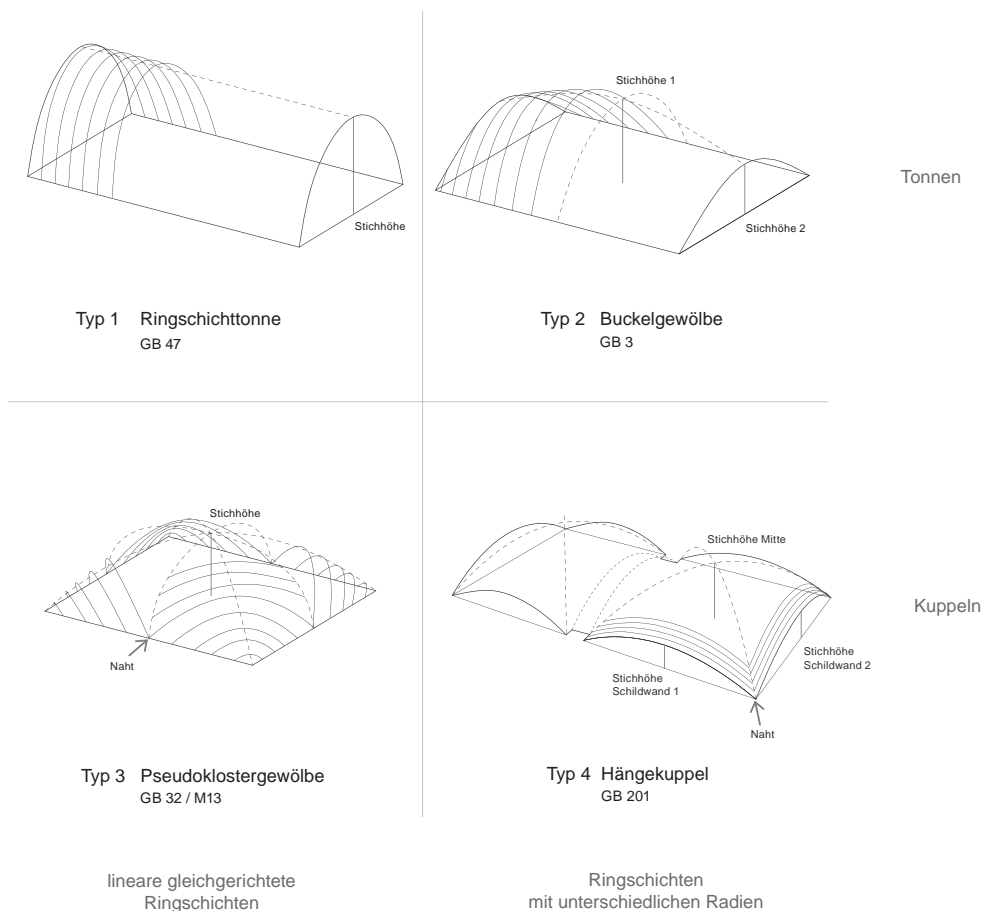 Stichhöhe
Stichhöhe 1
Stichhöhe 2
Tonnen
Typ 1 Ringschichttonne
GB 47
Typ 2 Buckelgewölbe
GB 3
Stichhöhe
Naht
Stichhöhe Mitte
Stichhöhe
Schildwand 1
Stichhöhe
Schildwand 2
Naht
Kuppeln
Typ 3 Pseudoklostergewölbe
GB 32 / M13
Typ 4 Hängekuppel
GB 201
lineare gleichgerichtete
Ringschichten
Ringschichten
mit unterschiedlichen Radien